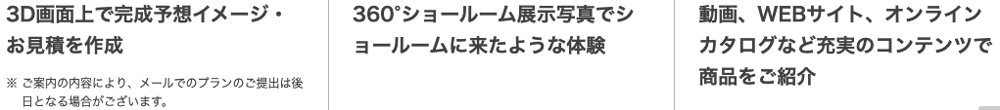 3D画面上で完成予想イメージ・
お見積を作成
※ ご案内の内容により、メールでのプランのご提出は後
日となる場合がございます。
360°ショールーム展示写真でシ
ョールームに来たような体験
動画、WEBサイト、オンライン
カタログなど充実のコンテンツで
商品をご紹介